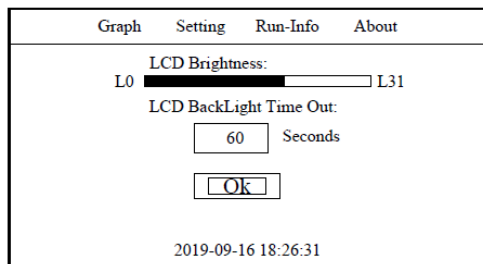 Graph Setting Run-Info About
LCD Brightness:
L0 L31
LCD BackLight Time Out:
60 Seconds
Ok
2019-09-16 18:26:31